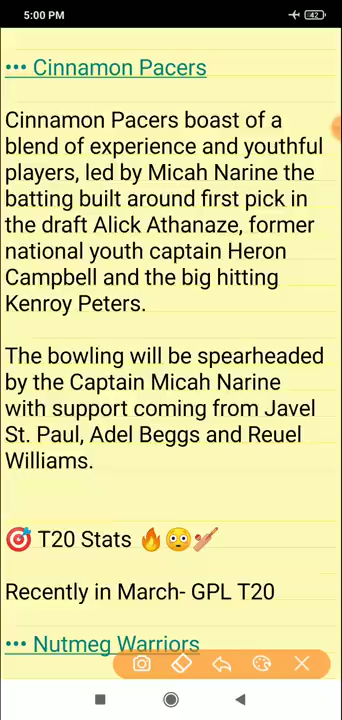 5:00 PM
42
••• Cinnamon Pacers
Cinnamon Pacers boast of a
blend of experience and youthful
players, led by Micah Narine the
batting built around first pick in
the draft Alick Athanaze, former
national youth captain Heron
Campbell and the big hitting
Kenroy Peters.
The bowling will be spearheaded
by the Captain Micah Narine
with support coming from Javel
St. Paul, Adel Beggs and Reuel
Williams.
🎯 T20 Stats 🔥😳🏏
Recently in March- GPL T20
••• Nutmeg Warriors